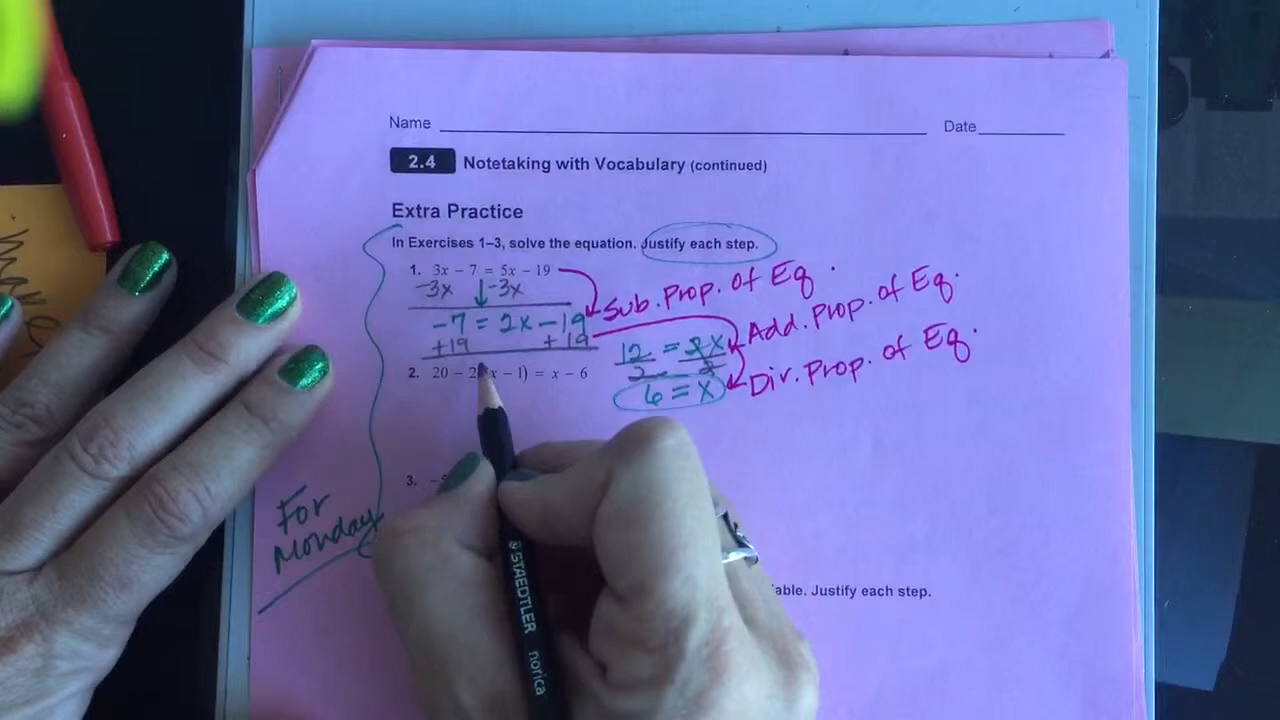 Name Date
2.4 Notetaking with Vocabulary (continued)
Extra Practice
In Exercises 1–3, solve the equation. Justify each step.
1. 3x − 7 = 5x − 19
−3x −3x
Sub. Prop. of Eq.
−7 = 2x − 19
+19 +19
Add. Prop. of Eq.
12 = 2x
2 2
Div. Prop. of Eq.
6 = x
2. 20 − 2( x − 1) = x − 6
3.
For
Monday
Justify each step.
STAEDTLER norica